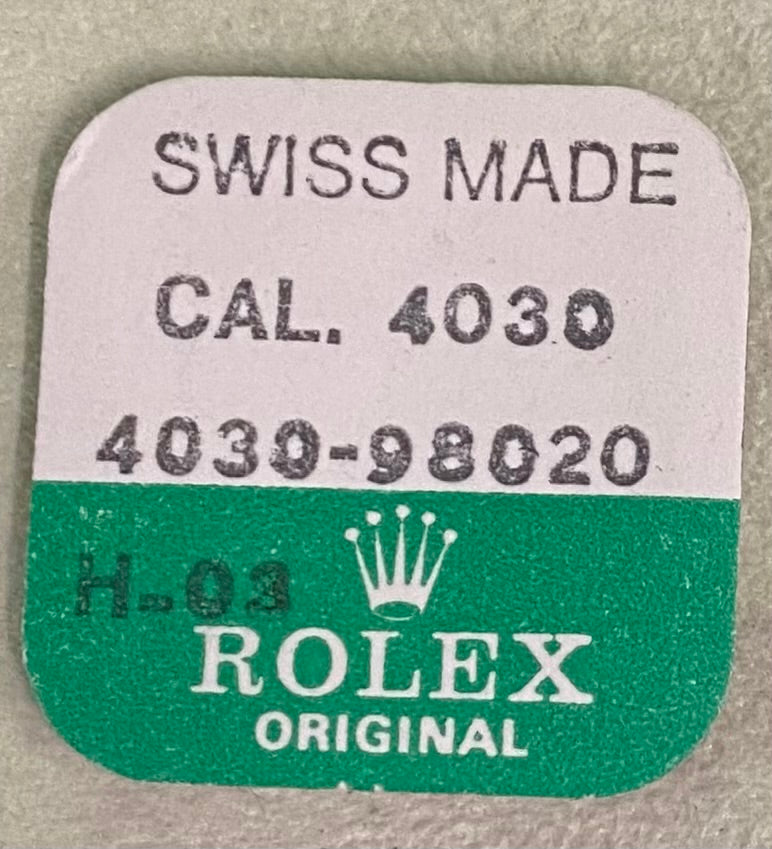 SWISS MADE
CAL. 4030
4030-98020
H-03
ROLEX
ORIGINAL